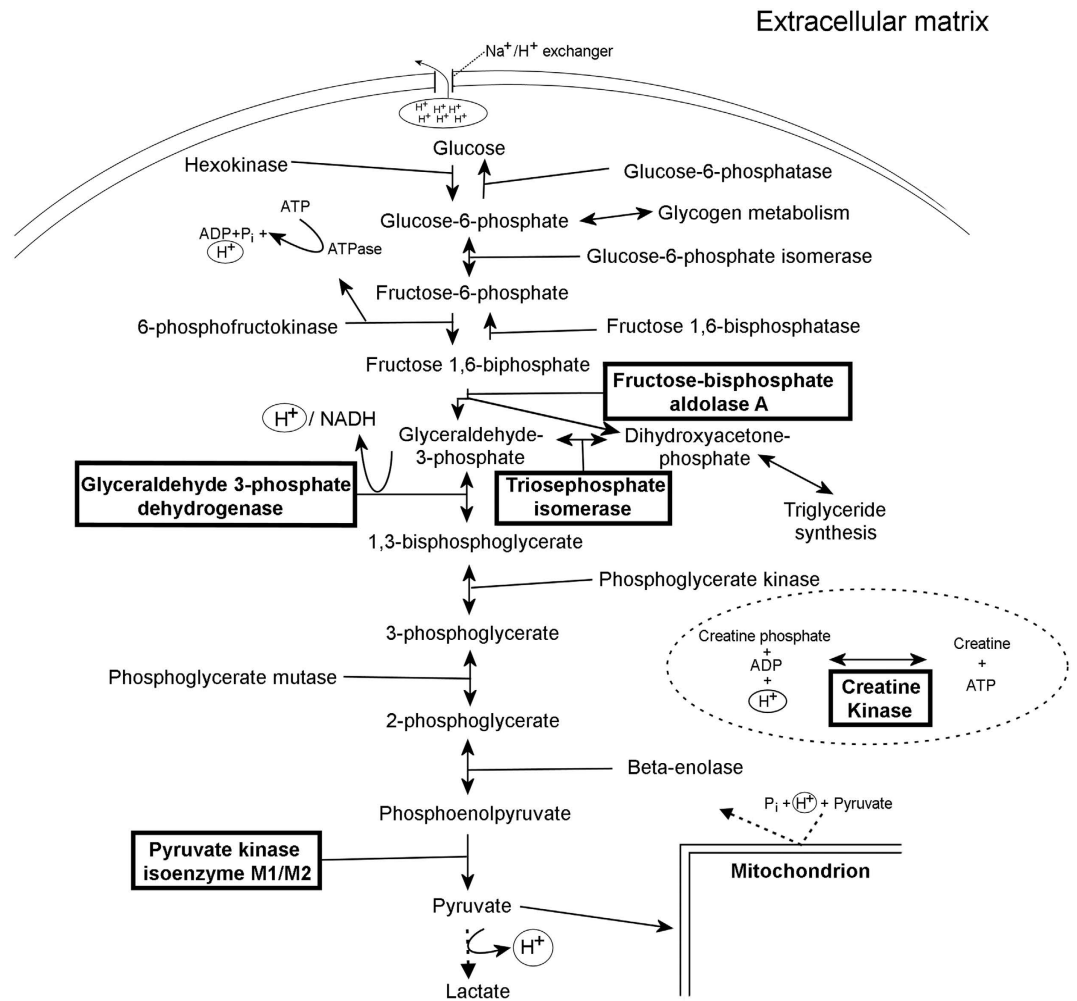 Extracellular matrix
Na+/H+ exchanger
H+ H+ H+
H+ H+ H+
Glucose
Hexokinase
Glucose-6-phosphatase
Glucose-6-phosphate
Glycogen metabolism
ATP
ADP+Pi +
H+
ATPase
Glucose-6-phosphate isomerase
Fructose-6-phosphate
6-phosphofructokinase
Fructose 1,6-bisphosphatase
Fructose 1,6-biphosphate
Fructose-bisphosphate
aldolase A
H+ / NADH
Glyceraldehyde-
3-phosphate
Dihydroxyacetone-
phosphate
Glyceraldehyde 3-phosphate
dehydrogenase
Triosephosphate
isomerase
Triglyceride
synthesis
1,3-bisphosphoglycerate
Phosphoglycerate kinase
3-phosphoglycerate
Creatine phosphate
+
ADP
+
H+
Creatine
+
ATP
Creatine
Kinase
Phosphoglycerate mutase
2-phosphoglycerate
Beta-enolase
Phosphoenolpyruvate
Pi + H+ + Pyruvate
Mitochondrion
Pyruvate kinase
isoenzyme M1/M2
Pyruvate
H+
Lactate